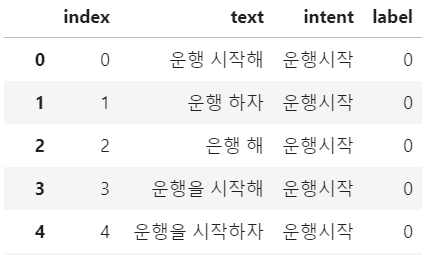 index text intent label
0 0 운행 시작해 운행시작 0
1 1 운행 하자 운행시작 0
2 2 은행 해 운행시작 0
3 3 운행을 시작해 운행시작 0
4 4 운행을 시작하자 운행시작 0